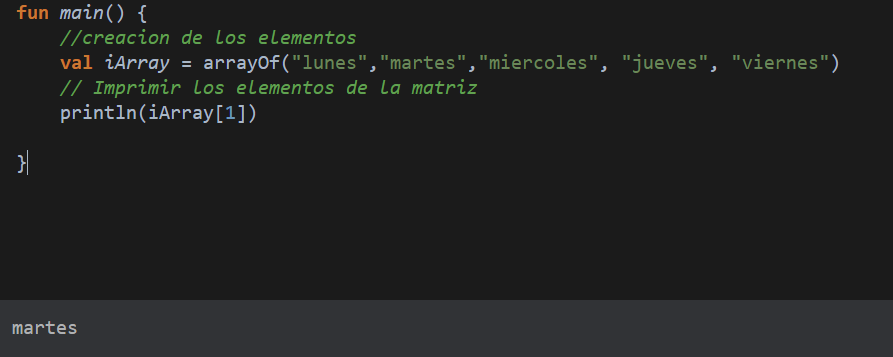 fun main() {
    //creacion de los elementos
    val iArray = arrayOf("lunes","martes","miercoles", "jueves", "viernes")
    // Imprimir los elementos de la matriz
    println(iArray[1])
}
martes